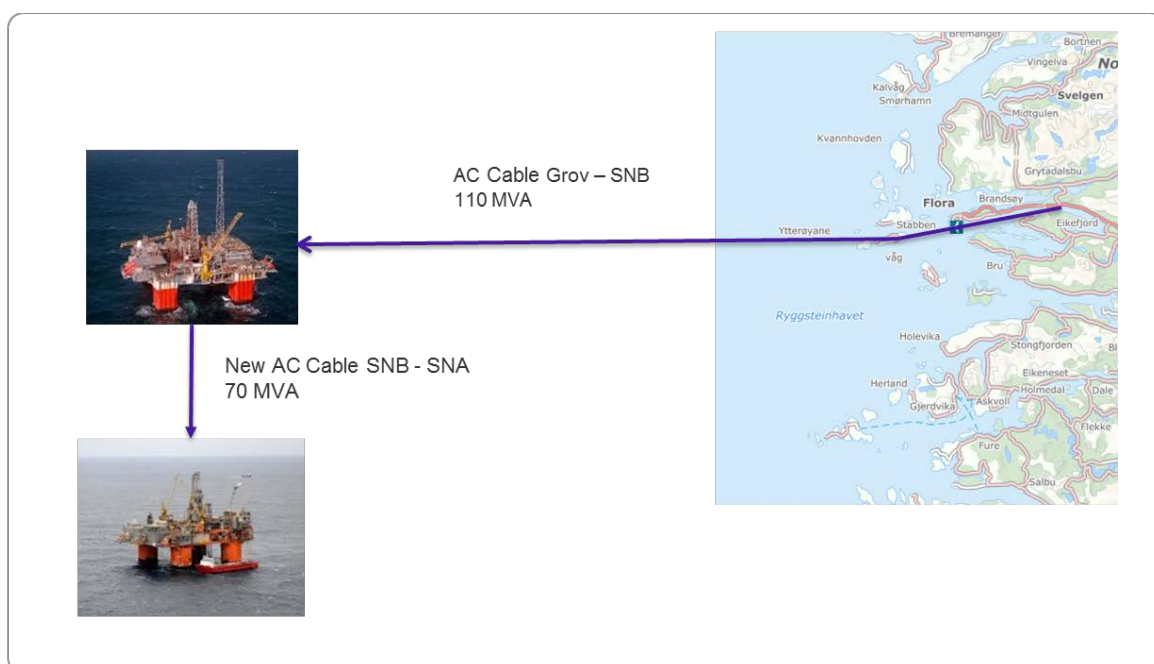 AC Cable Grov – SNB
110 MVA
New AC Cable SNB - SNA
70 MVA
Bremanger
Bortnen
Vingelva
No
Kalvåg
Smørhamn
Svelgen
Midtgulen
Kvannhovden
Grytadalsbu
Flora
Brandsøy
Stabben
Eikefjord
Ytterøyane
våg
Bru
Ryggsteinhavet
Holevika
Stongfjorden
Eikeneset
Herland
Holmedal
Dale
Gjerdvika
Askvoll
Flekke
Fure
Salbu